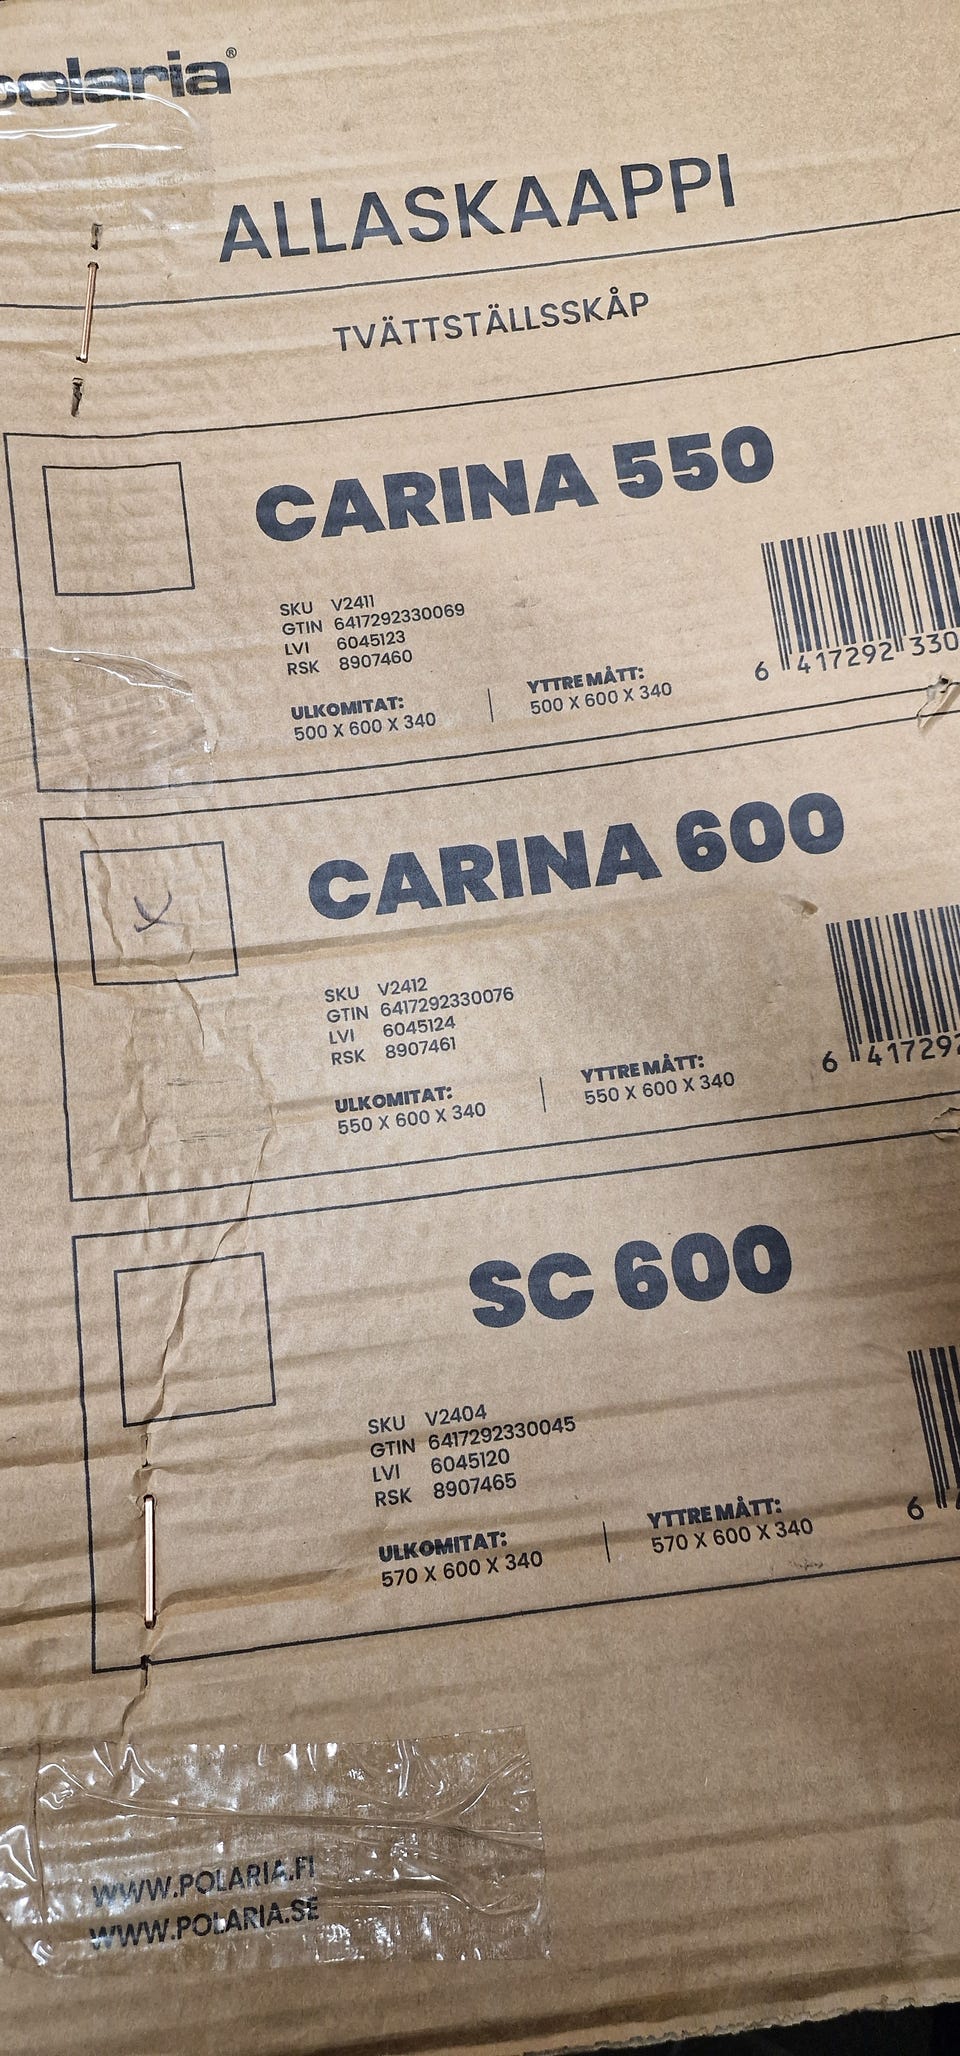 polaria®
ALLASKAAPPI
TVÄTTSTÄLLSSKÅP
CARINA 550
SKU V2411
GTIN 6417292330069
LVI 6045123
RSK 8907460
ULKOMITAT:
500 X 600 X 340
YTTRE MÅTT:
500 X 600 X 340
6 417292 330
CARINA 600
SKU V2412
GTIN 6417292330076
LVI 6045124
RSK 8907461
ULKOMITAT:
550 X 600 X 340
YTTRE MÅTT:
550 X 600 X 340
6 417292
SC 600
SKU V2404
GTIN 6417292330045
LVI 6045120
RSK 8907465
ULKOMITAT:
570 X 600 X 340
YTTRE MÅTT:
570 X 600 X 340
6
WWW.POLARIA.FI
WWW.POLARIA.SE